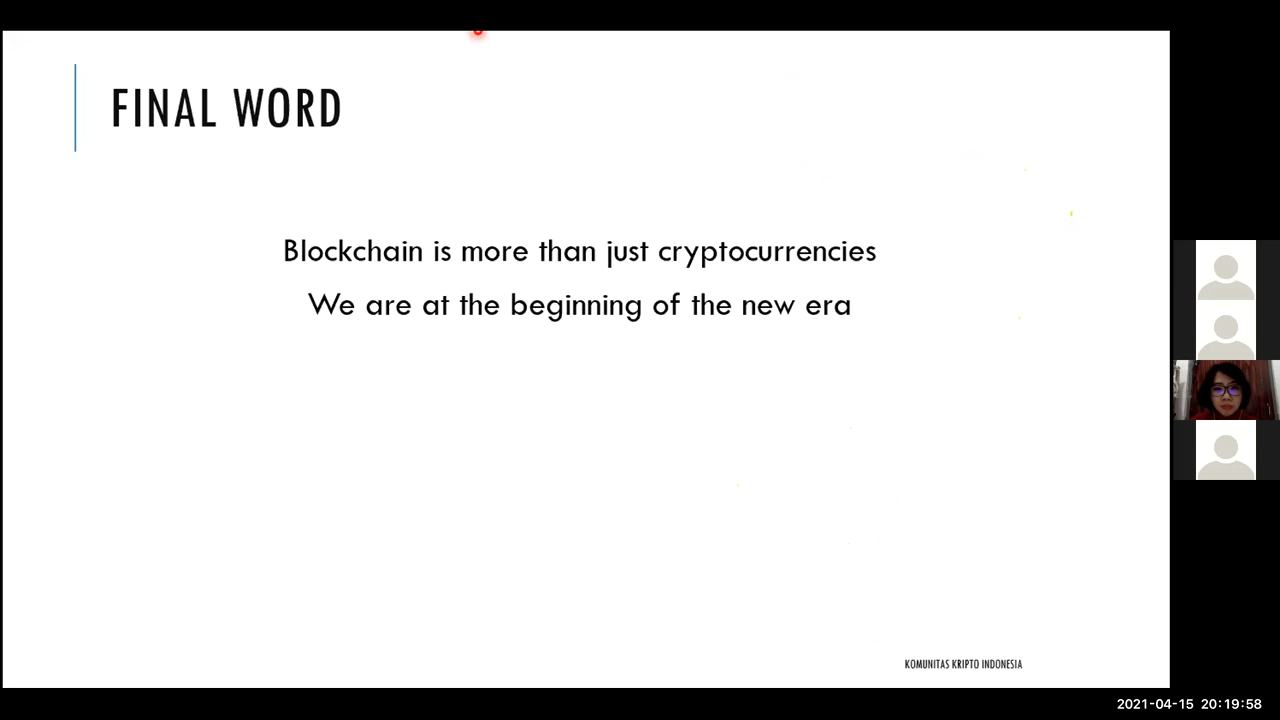 FINAL WORD
Blockchain is more than just cryptocurrencies
We are at the beginning of the new era
KOMUNITAS KRIPTO INDONESIA
2021-04-15 20:19:58